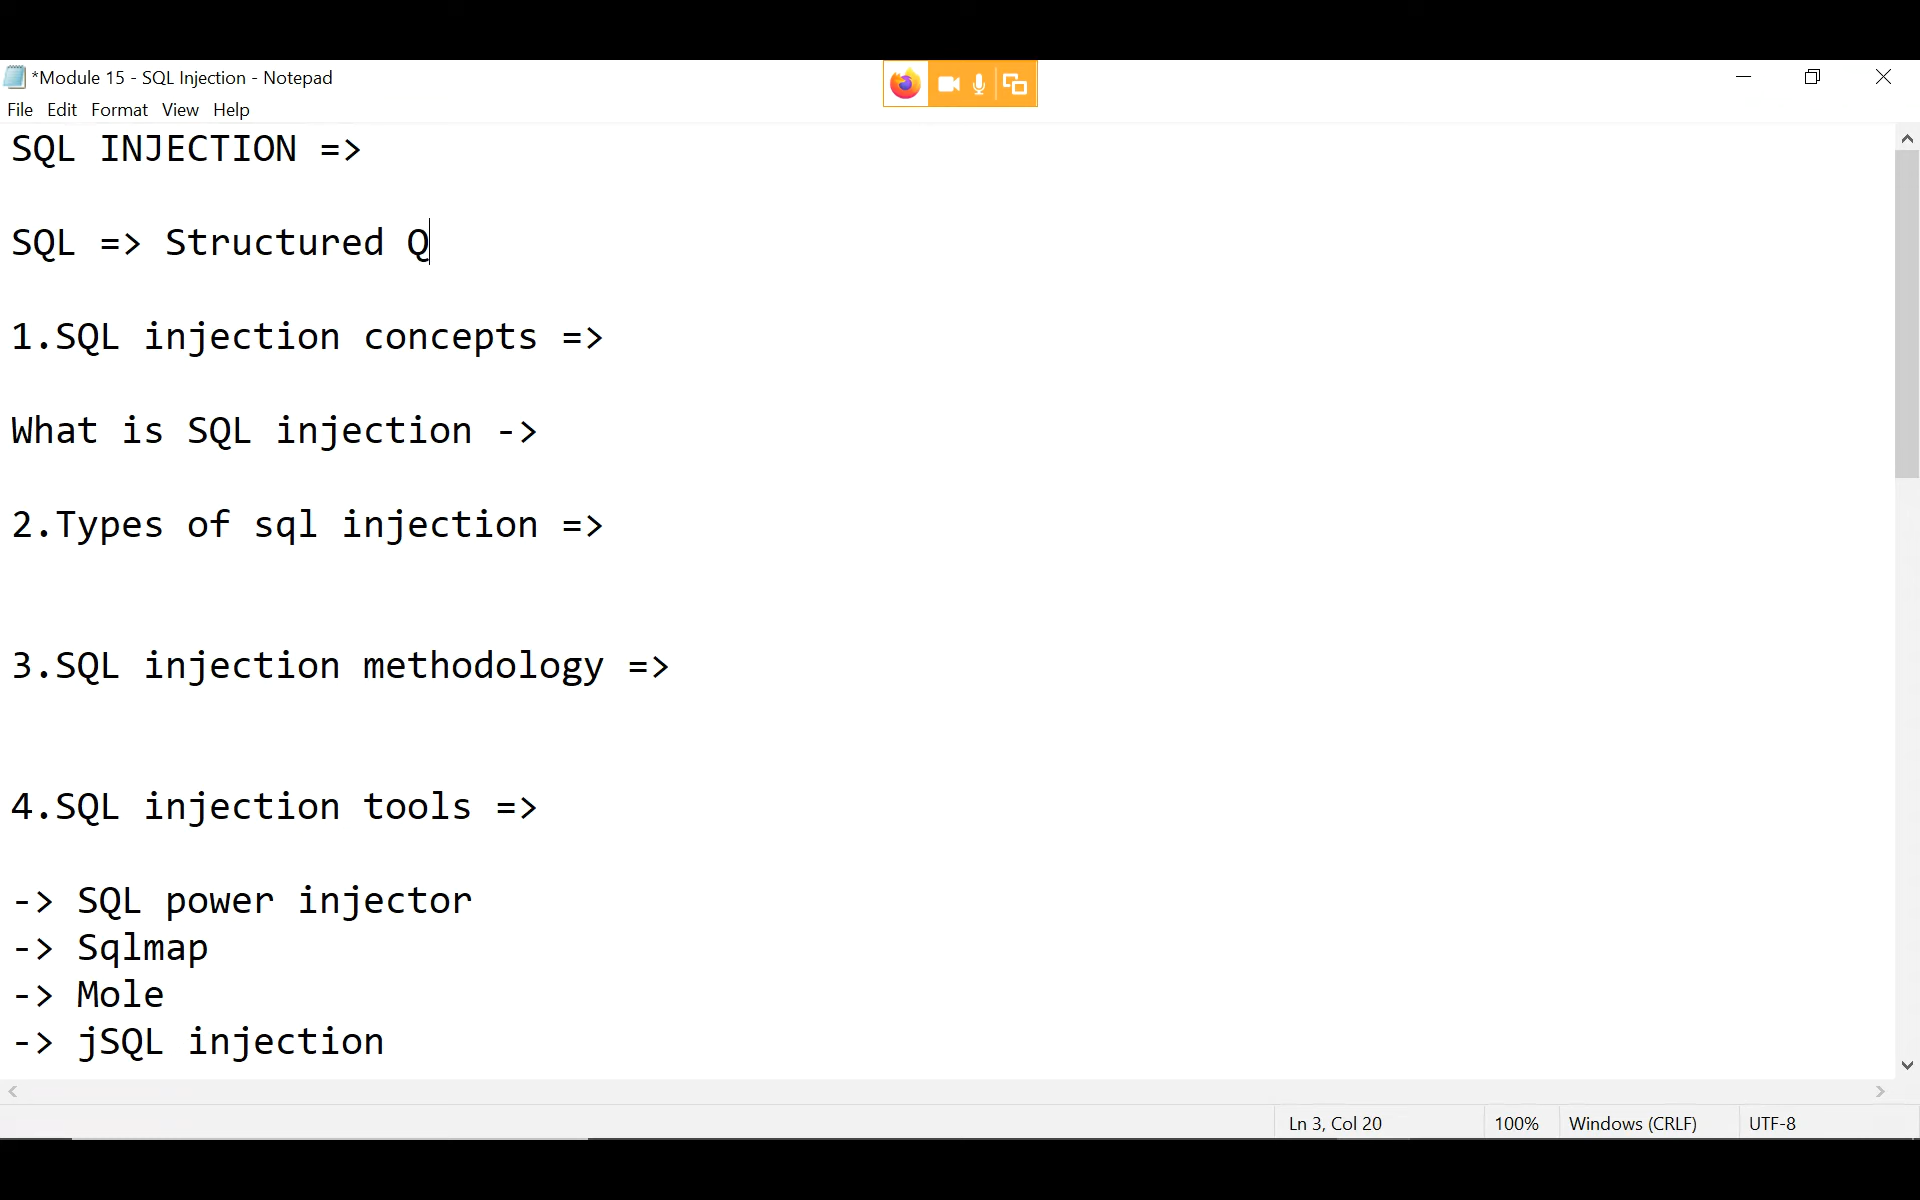 *Module 15 - SQL Injection - Notepad
File Edit Format View Help
SQL INJECTION =>
SQL => Structured Q
1.SQL injection concepts =>
What is SQL injection ->
2.Types of sql injection =>
3.SQL injection methodology =>
4.SQL injection tools =>
-> SQL power injector
-> Sqlmap
-> Mole
-> jSQL injection
Ln 3, Col 20 100% Windows (CRLF) UTF-8